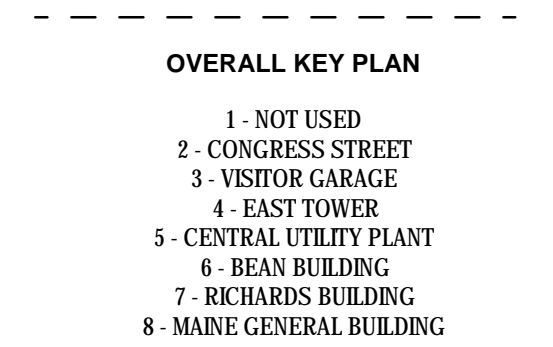 OVERALL KEY PLAN
1 - NOT USED
2 - CONGRESS STREET
3 - VISITOR GARAGE
4 - EAST TOWER
5 - CENTRAL UTILITY PLANT
6 - BEAN BUILDING
7 - RICHARDS BUILDING
8 - MAINE GENERAL BUILDING